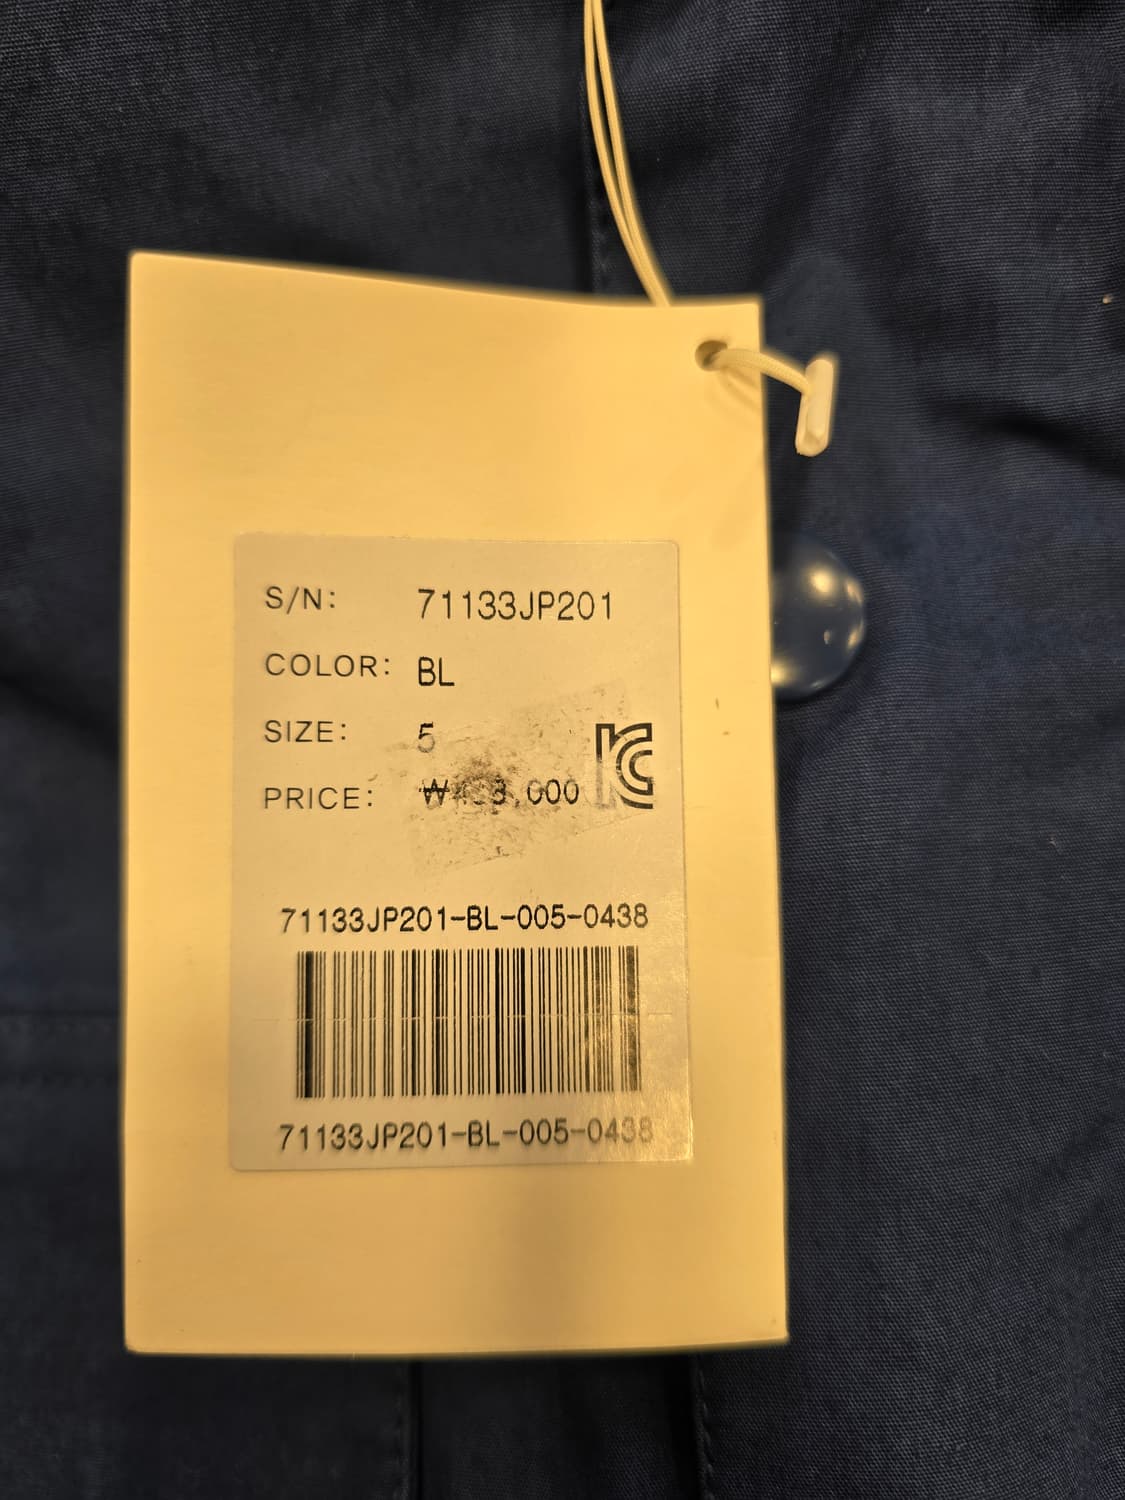 S/N: 71133JP201
COLOR: BL
SIZE: 5
PRICE:
71133JP201-BL-005-0438
71133JP201-BL-005-0438